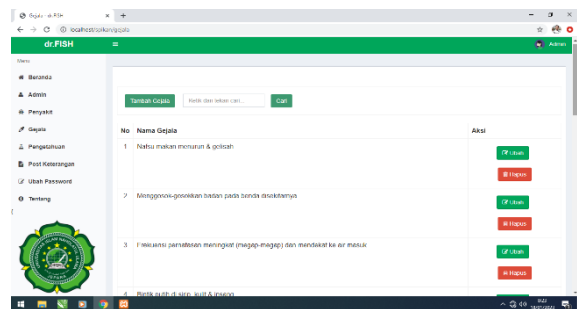 Gejala - dr.FISH
localhost/spikan/gejala
dr.FISH
Admin
Menu
Beranda
Admin
Penyakit
Gejala
Pengetahuan
Post Keterangan
Ubah Password
Tentang
Tambah Gejala
Ketik dan tekan cari...
Cari
No Nama Gejala Aksi
1 Nafsu makan menurun & gelisah
Ubah
Hapus
2 Menggosok-gosokkan badan pada benda disekitarnya
Ubah
Hapus
3 Frekuensi pernafasan meningkat (megap-megap) dan mendekat ke air masuk
Ubah
Hapus
4 Bintik putih di sirip, kulit & insang
JEPARA